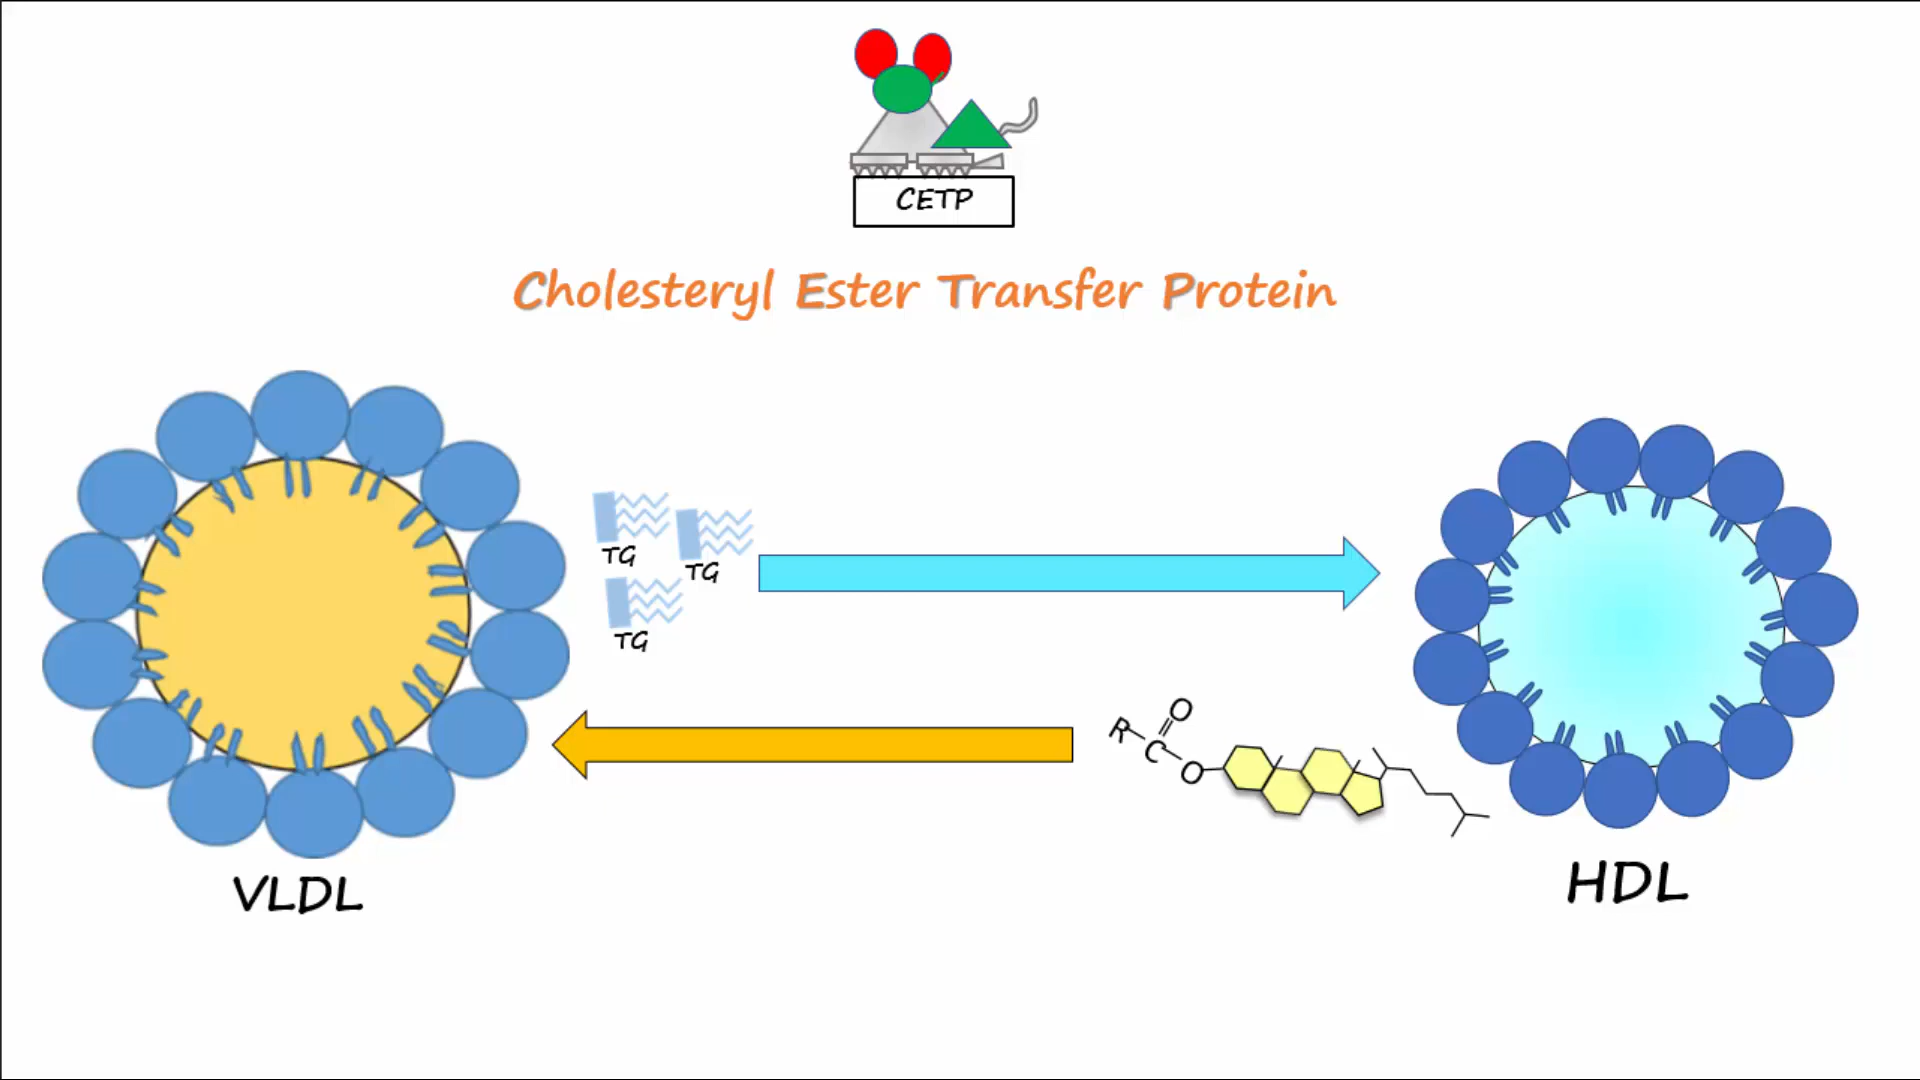 CETP
Cholesteryl Ester Transfer Protein
TG
TG
TG
O
R
C
O
VLDL
HDL